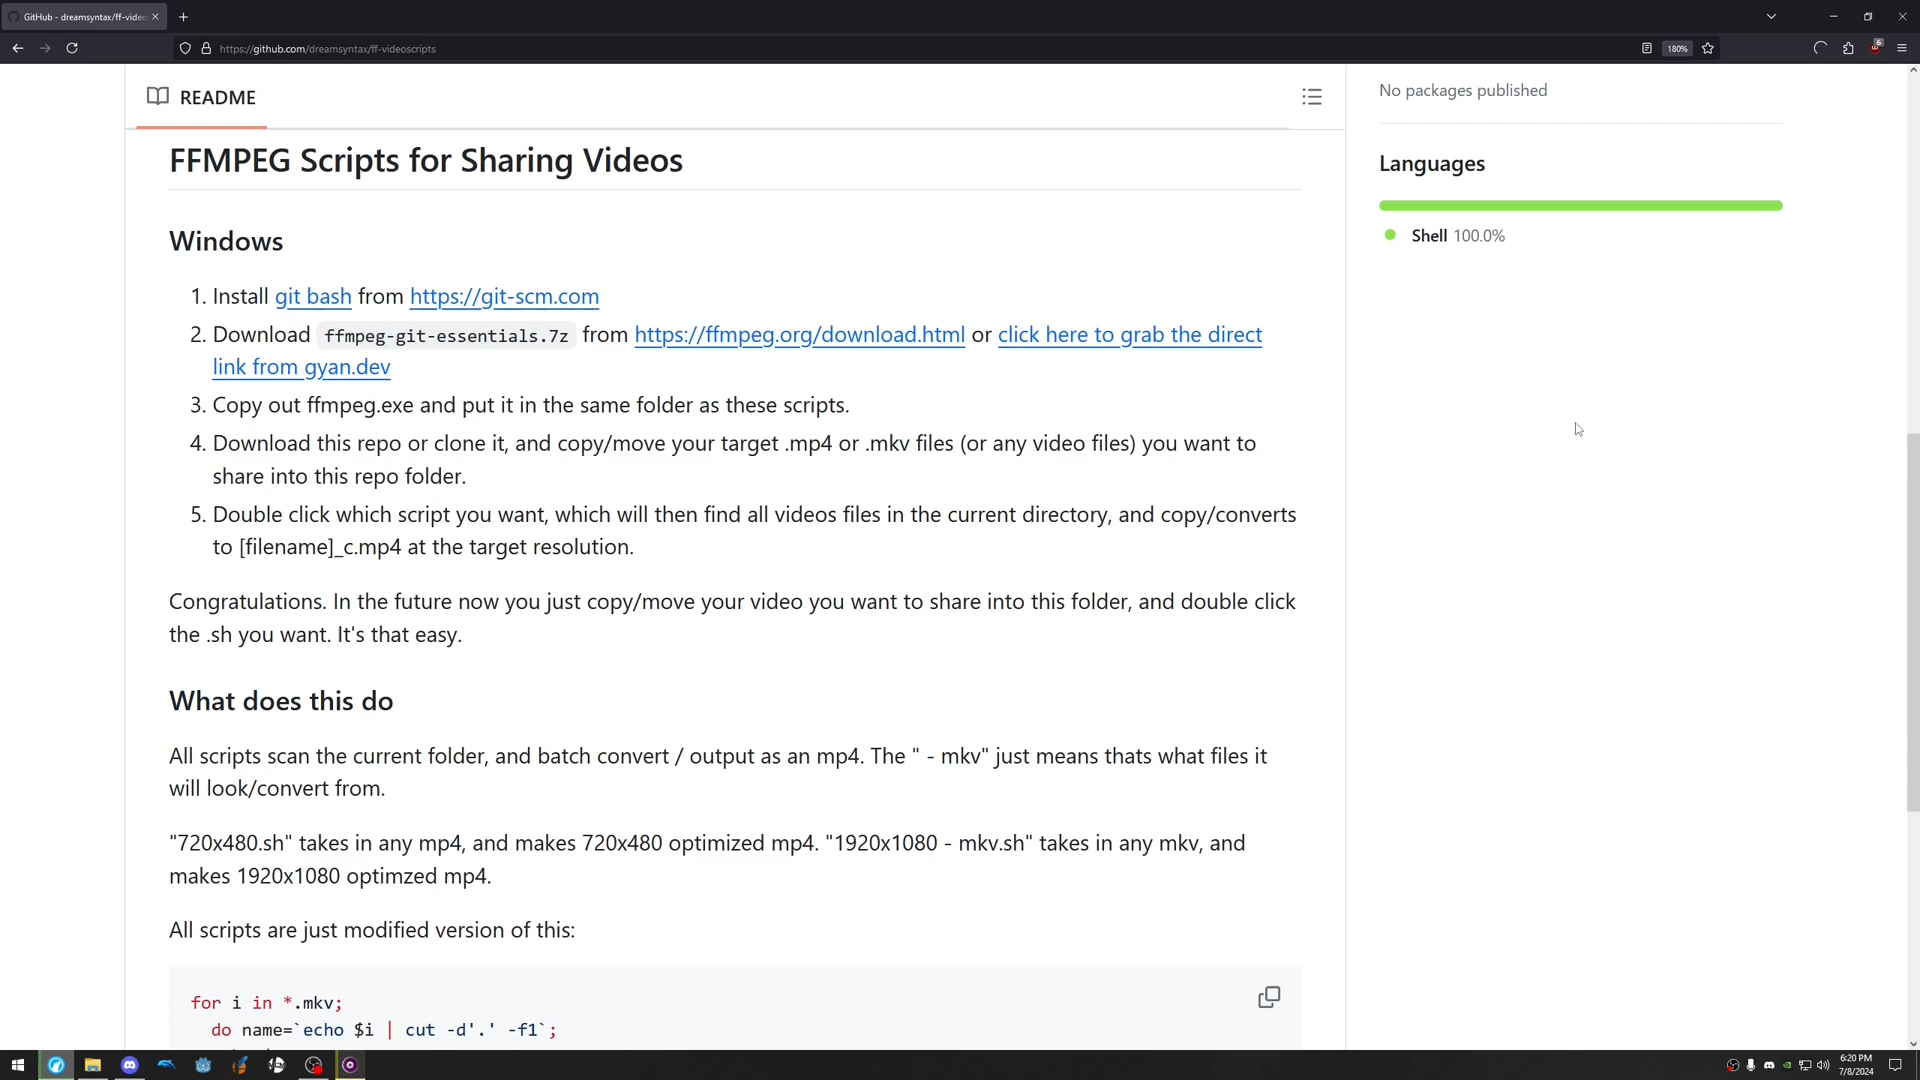 GitHub - dreamsyntax/ff-video
https://github.com/dreamsyntax/ff-videoscripts
180%
6
README
No packages published
Languages
Shell 100.0%
FFMPEG Scripts for Sharing Videos
Windows
1. Install git bash from https://git-scm.com
2. Download ffmpeg-git-essentials.7z from https://ffmpeg.org/download.html or click here to grab the direct
link from gyan.dev
3. Copy out ffmpeg.exe and put it in the same folder as these scripts.
4. Download this repo or clone it, and copy/move your target .mp4 or .mkv files (or any video files) you want to
share into this repo folder.
5. Double click which script you want, which will then find all videos files in the current directory, and copy/converts
to [filename]_c.mp4 at the target resolution.
Congratulations. In the future now you just copy/move your video you want to share into this folder, and double click
the .sh you want. It's that easy.
What does this do
All scripts scan the current folder, and batch convert / output as an mp4. The " - mkv" just means thats what files it
will look/convert from.
"720x480.sh" takes in any mp4, and makes 720x480 optimized mp4. "1920x1080 - mkv.sh" takes in any mkv, and
makes 1920x1080 optimzed mp4.
All scripts are just modified version of this:
for i in *.mkv;
do name=`echo $i | cut -d'.' -f1`;
6:20 PM
7/8/2024